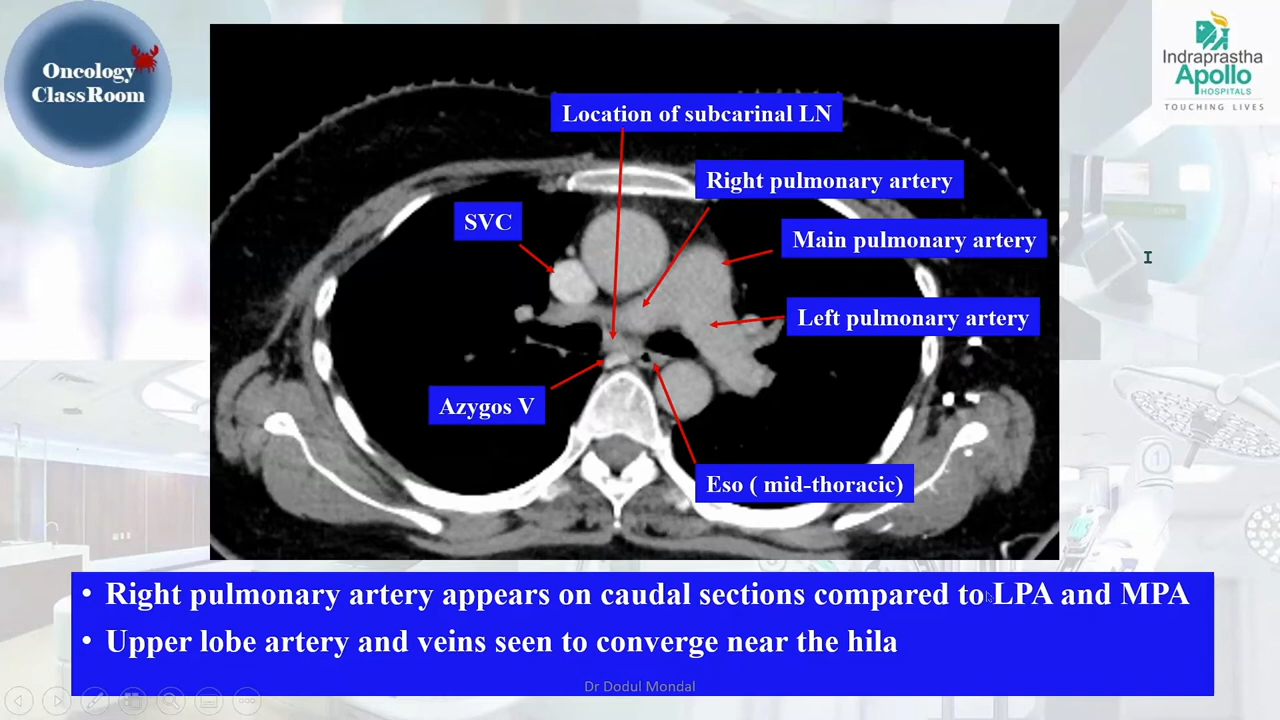 Oncology
ClassRoom
Indraprastha
Apollo
HOSPITALS
TOUCHING LIVES
Location of subcarinal LN
Right pulmonary artery
SVC
Main pulmonary artery
Left pulmonary artery
Azygos V
Eso ( mid-thoracic)
• Right pulmonary artery appears on caudal sections compared to LPA and MPA
• Upper lobe artery and veins seen to converge near the hila
Dr Dodul Mondal